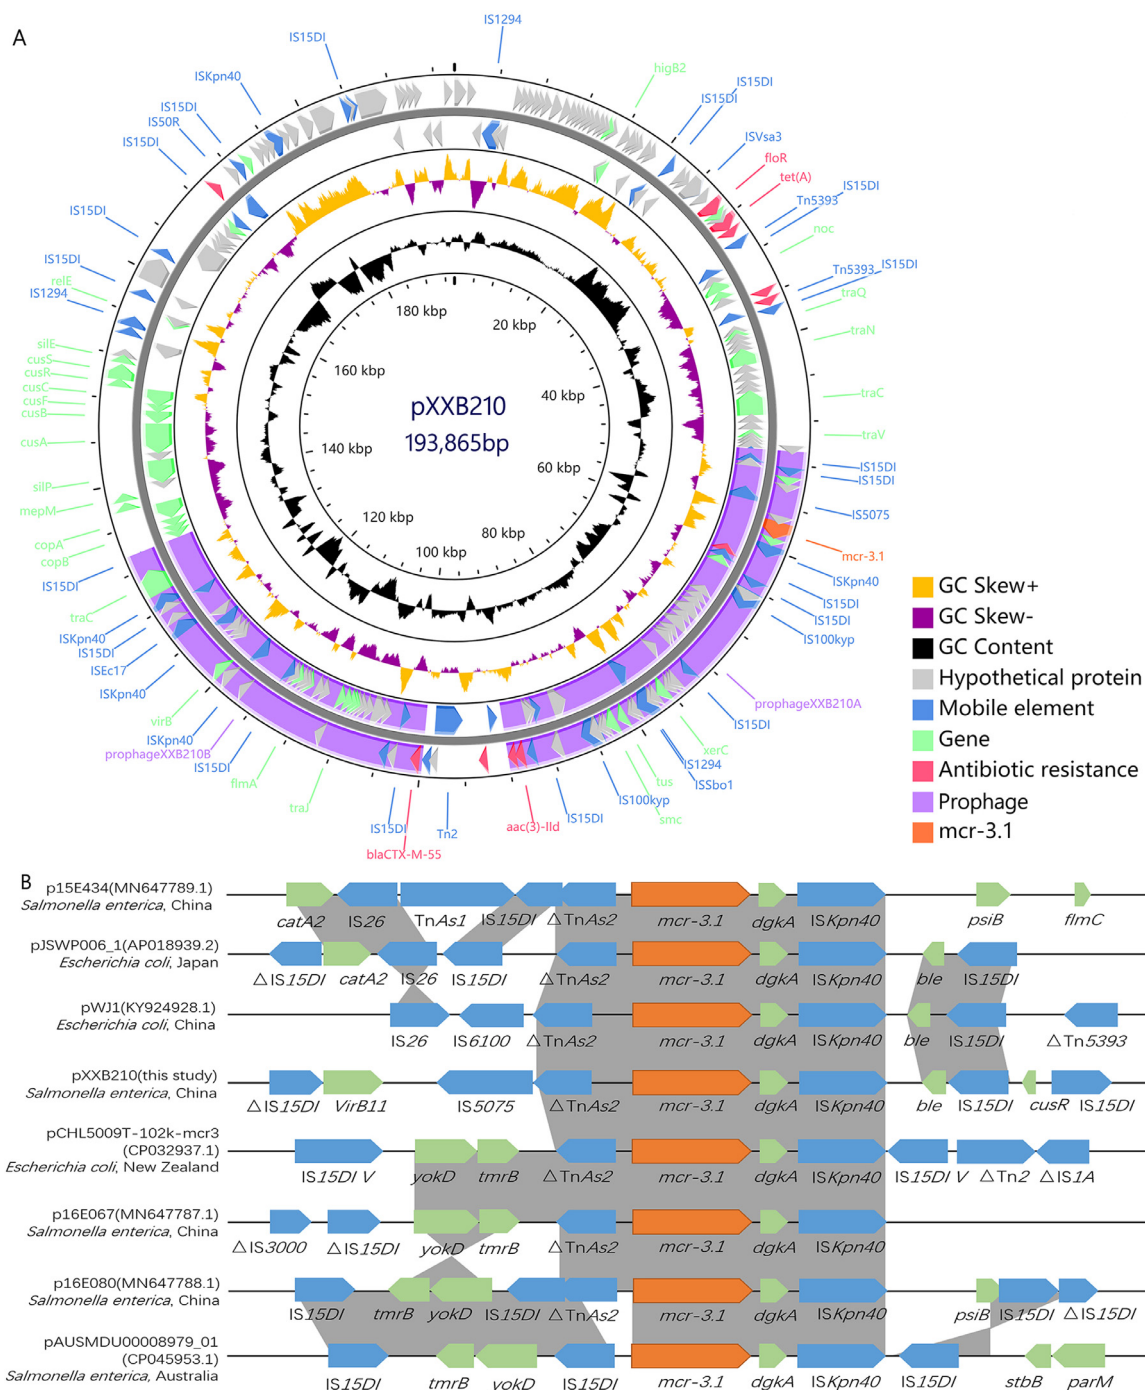 A
IS1294
IS15DI
higB2
ISKpn40
IS15DI
IS15DI
IS15DI
IS50R
ISVsa3
IS15DI
floR
tet(A)
IS15DI
Tn5393
IS15DI
noc
IS15DI
Tn5393
IS15DI
relE
traQ
IS1294
traN
silE
cusS
cusR
cusC
cusF
cusB
cusA
traC
traV
silP
mepM
copA
copB
IS15DI
traC
ISKpn40
IS15DI
ISEc17
ISKpn40
virB
ISKpn40
prophageXXB210B
IS15DI
flmA
traJ
IS15DI
blaCTX-M-55
Tn2
aac(3)-IId
IS15DI
IS100kyp
smc
tus
ISSbo1
IS1294
xerC
IS15DI
prophageXXB210A
IS100kyp
IS15DI
IS15DI
ISKpn40
mcr-3.1
IS5075
IS15DI
IS15DI
180 kbp
20 kbp
160 kbp
40 kbp
pXXB210
193,865bp
140 kbp
60 kbp
120 kbp
80 kbp
100 kbp
GC Skew+
GC Skew-
GC Content
Hypothetical protein
Mobile element
Gene
Antibiotic resistance
Prophage
mcr-3.1
B
p15E434(MN647789.1)
Salmonella enterica, China
catA2 IS26 TnAs1 IS15DI △TnAs2 mcr-3.1 dgkA ISKpn40 psiB flmC
pJSWP006_1(AP018939.2)
Escherichia coli, Japan
△IS15DI catA2 IS26 IS15DI △TnAs2 mcr-3.1 dgkA ISKpn40 ble IS15DI
pWJ1(KY924928.1)
Escherichia coli, China
IS26 IS6100 △TnAs2 mcr-3.1 dgkA ISKpn40 ble IS15DI △Tn5393
pXXB210(this study)
Salmonella enterica, China
△IS15DI VirB11 IS5075 △TnAs2 mcr-3.1 dgkA ISKpn40 ble IS15DI cusR IS15DI
pCHL5009T-102k-mcr3
(CP032937.1)
Escherichia coli, New Zealand
IS15DI V yokD tmrB △TnAs2 mcr-3.1 dgkA ISKpn40 IS15DI V △Tn2 △IS1A
p16E067(MN647787.1)
Salmonella enterica, China
△IS3000 △IS15DI yokD tmrB △TnAs2 mcr-3.1 dgkA ISKpn40
p16E080(MN647788.1)
Salmonella enterica, China
IS15DI tmrB yokD IS15DI △TnAs2 mcr-3.1 dgkA ISKpn40 psiB IS15DI △IS15DI
pAUSMDU00008979_01
(CP045953.1)
Salmonella enterica, Australia
IS15DI tmrB yokD IS15DI mcr-3.1 dgkA ISKpn40 IS15DI stbB parM